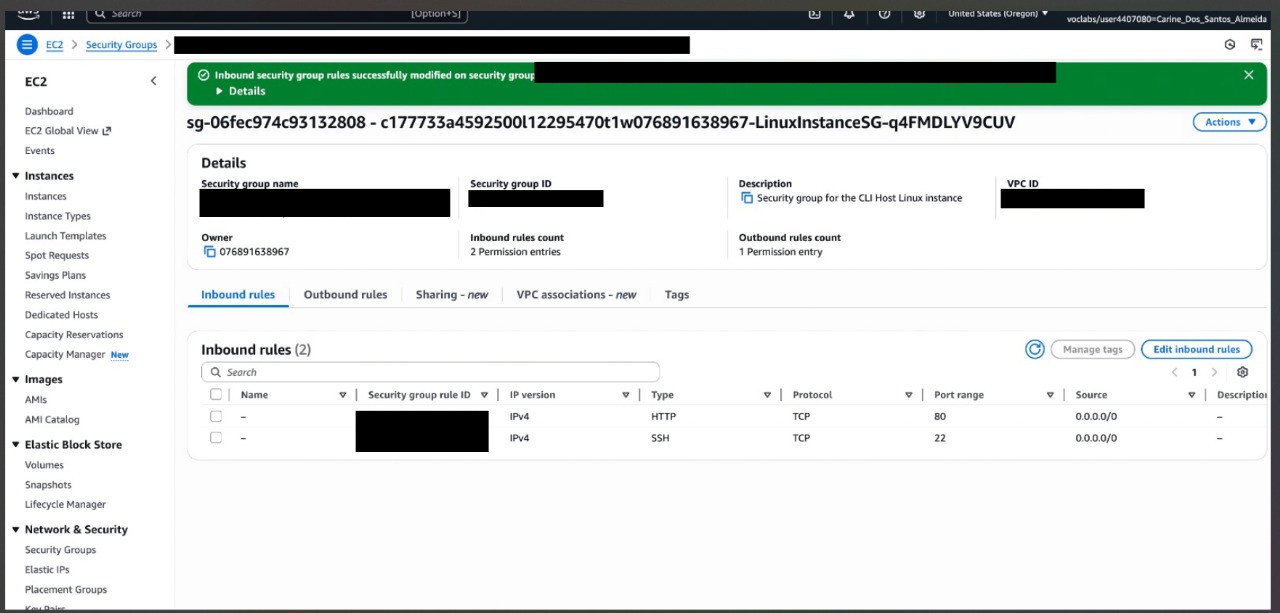 aws
Search
[Option+S]
United States (Oregon)
voclabs/user4407080=Carine_Dos_Santos_Almeida
EC2
Security Groups
EC2
Dashboard
EC2 Global View
Events
Instances
Instances
Instance Types
Launch Templates
Spot Requests
Savings Plans
Reserved Instances
Dedicated Hosts
Capacity Reservations
Capacity Manager New
Images
AMIs
AMI Catalog
Elastic Block Store
Volumes
Snapshots
Lifecycle Manager
Network & Security
Security Groups
Elastic IPs
Placement Groups
Key Pairs
Inbound security group rules successfully modified on security group
Details
sg-06fec974c93132808 - c177733a4592500l12295470t1w076891638967-LinuxInstanceSG-q4FMDLYV9CUV
Actions
Details
Security group name
Security group ID
Description
Security group for the CLI Host Linux instance
VPC ID
Owner
076891638967
Inbound rules count
2 Permission entries
Outbound rules count
1 Permission entry
Inbound rules
Outbound rules
Sharing - new
VPC associations - new
Tags
Inbound rules (2)
Manage tags
Edit inbound rules
Search
1
Name Security group rule ID IP version Type Protocol Port range Source Description
– IPv4 HTTP TCP 80 0.0.0.0/0 –
– IPv4 SSH TCP 22 0.0.0.0/0 –